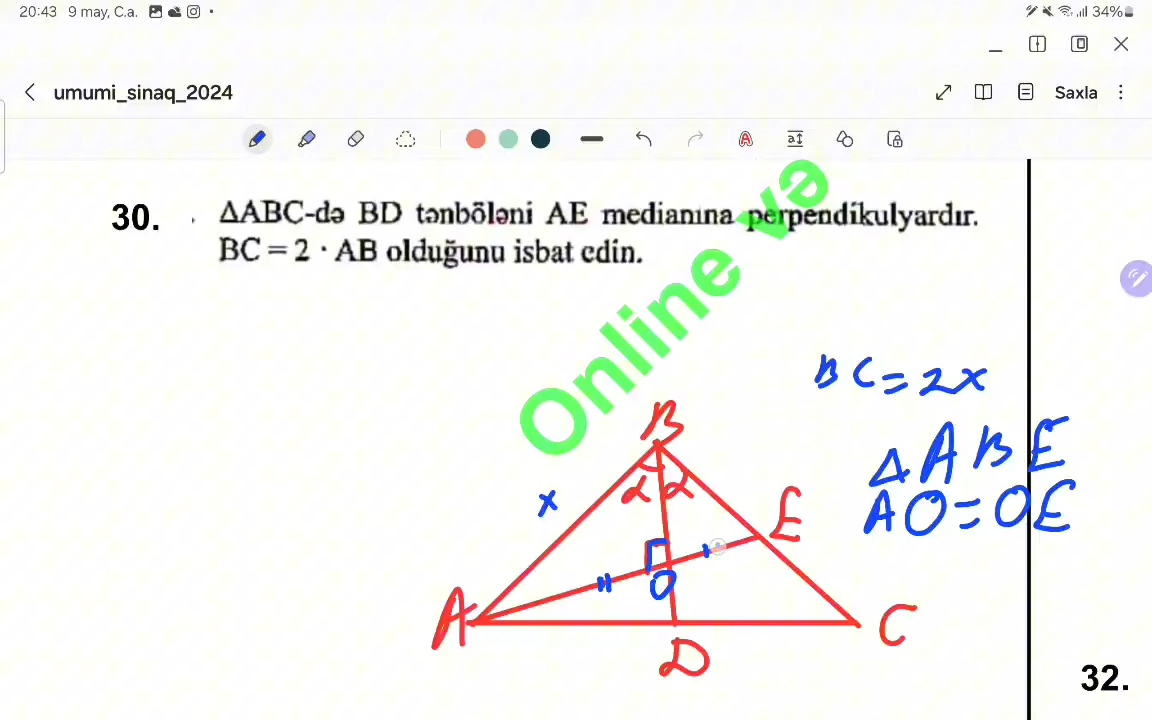 20:43 9 may, C.a.
34%
umumi_sinaq_2024
Saxla
30. ΔABC-də BD tənböləni AE medianına perpendikulyardır.
BC = 2 · AB olduğunu isbat edin.
Online və
BC = 2x
Δ ABE
AO = OE
B
x
α α
E
O
A
C
D
32.